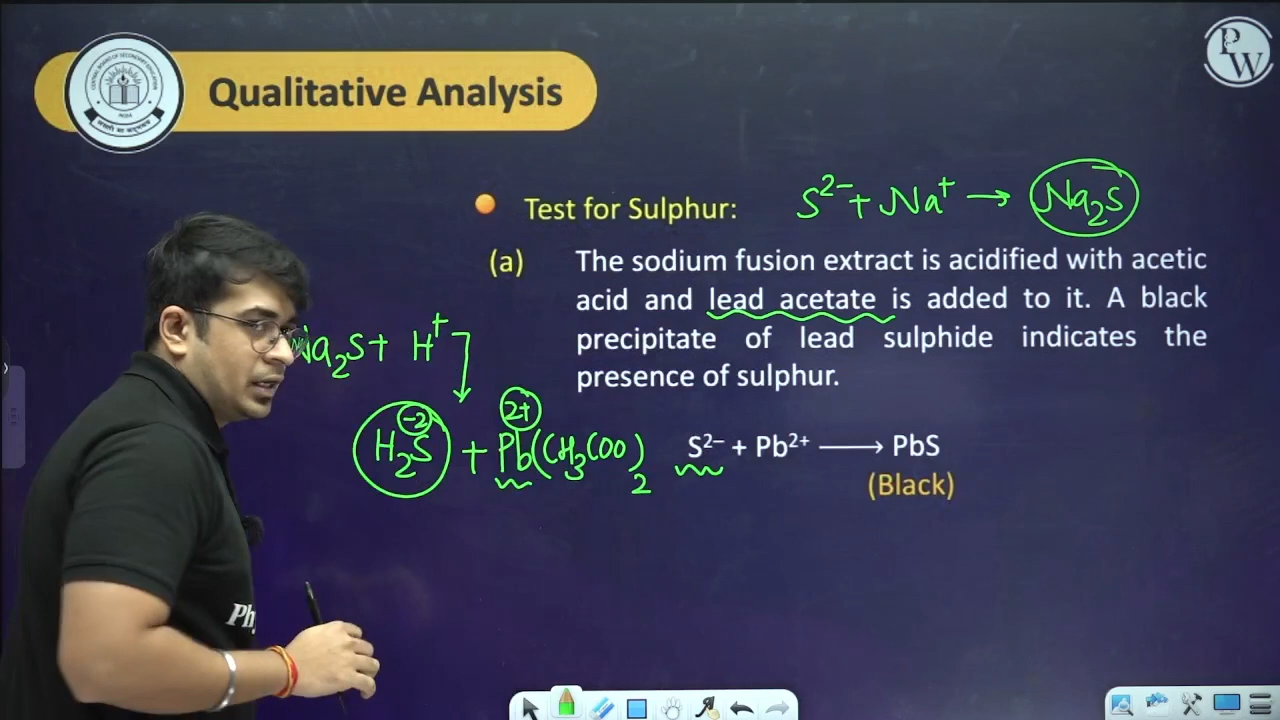 PW
Qualitative Analysis
Test for Sulphur: S²⁻ + Na⁺ → Na₂S
(a) The sodium fusion extract is acidified with acetic
acid and lead acetate is added to it. A black
precipitate of lead sulphide indicates the
presence of sulphur.
Na₂S + H⁺
-2 2+
H₂S + Pb(CH₃COO)₂
S²⁻ + Pb²⁺ ⟶ PbS
(Black)